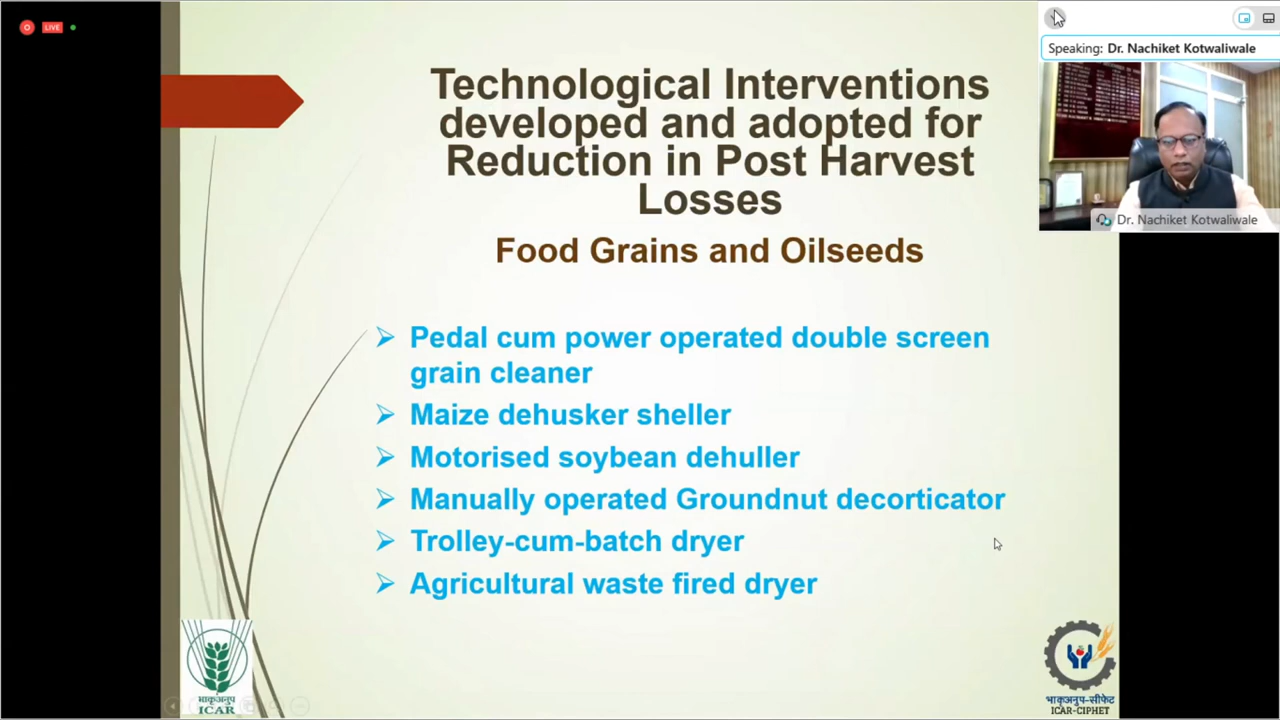 LIVE
Speaking: Dr. Nachiket Kotwaliwale
Dr. Nachiket Kotwaliwale
Technological Interventions
developed and adopted for
Reduction in Post Harvest
Losses
Food Grains and Oilseeds
➢ Pedal cum power operated double screen
grain cleaner
➢ Maize dehusker sheller
➢ Motorised soybean dehuller
➢ Manually operated Groundnut decorticator
➢ Trolley-cum-batch dryer
➢ Agricultural waste fired dryer
भाकृअनुप
ICAR
भाकृअनुप-सीफेट
ICAR-CIPHET